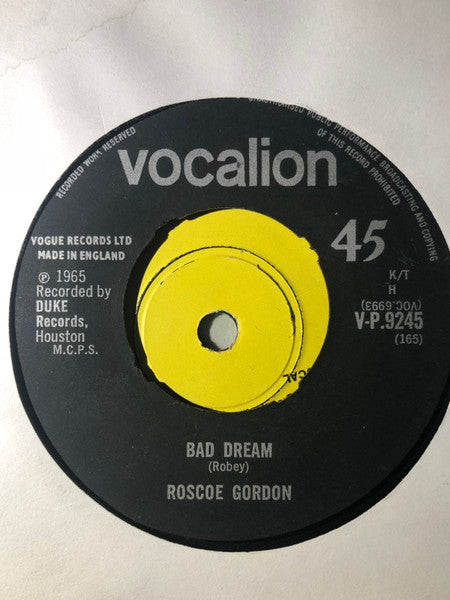 RECORDED WORK RESERVED
UNAUTHORISED PUBLIC PERFORMANCE BROADCASTING AND COPYING
OF THIS RECORD PROHIBITED
vocalion
VOGUE RECORDS LTD
MADE IN ENGLAND
45
℗ 1965
Recorded by
DUKE
Records,
Houston
M.C.P.S.
K/T
H
(VOC.6993)
V-P.9245
(165)
CAL
BAD DREAM
(Robey)
ROSCOE GORDON